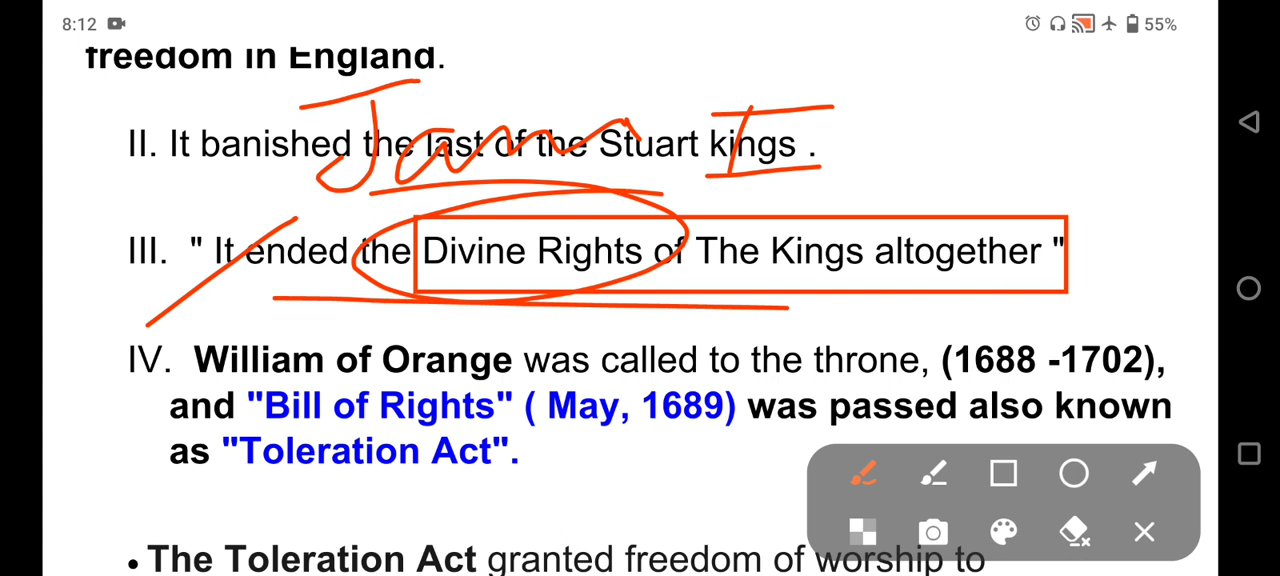 8:12 55%
freedom in England.
II. It banished the last of the Stuart kings .
James I
III. " It ended the Divine Rights of The Kings altogether "
IV. William of Orange was called to the throne, (1688 -1702),
and "Bill of Rights" ( May, 1689) was passed also known
as "Toleration Act".
• The Toleration Act granted freedom of worship to